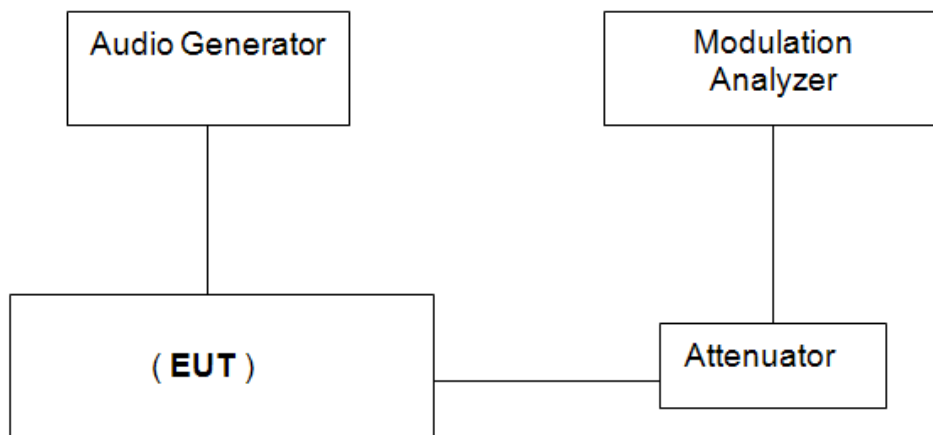 Audio Generator
Modulation
Analyzer
( EUT )
Attenuator